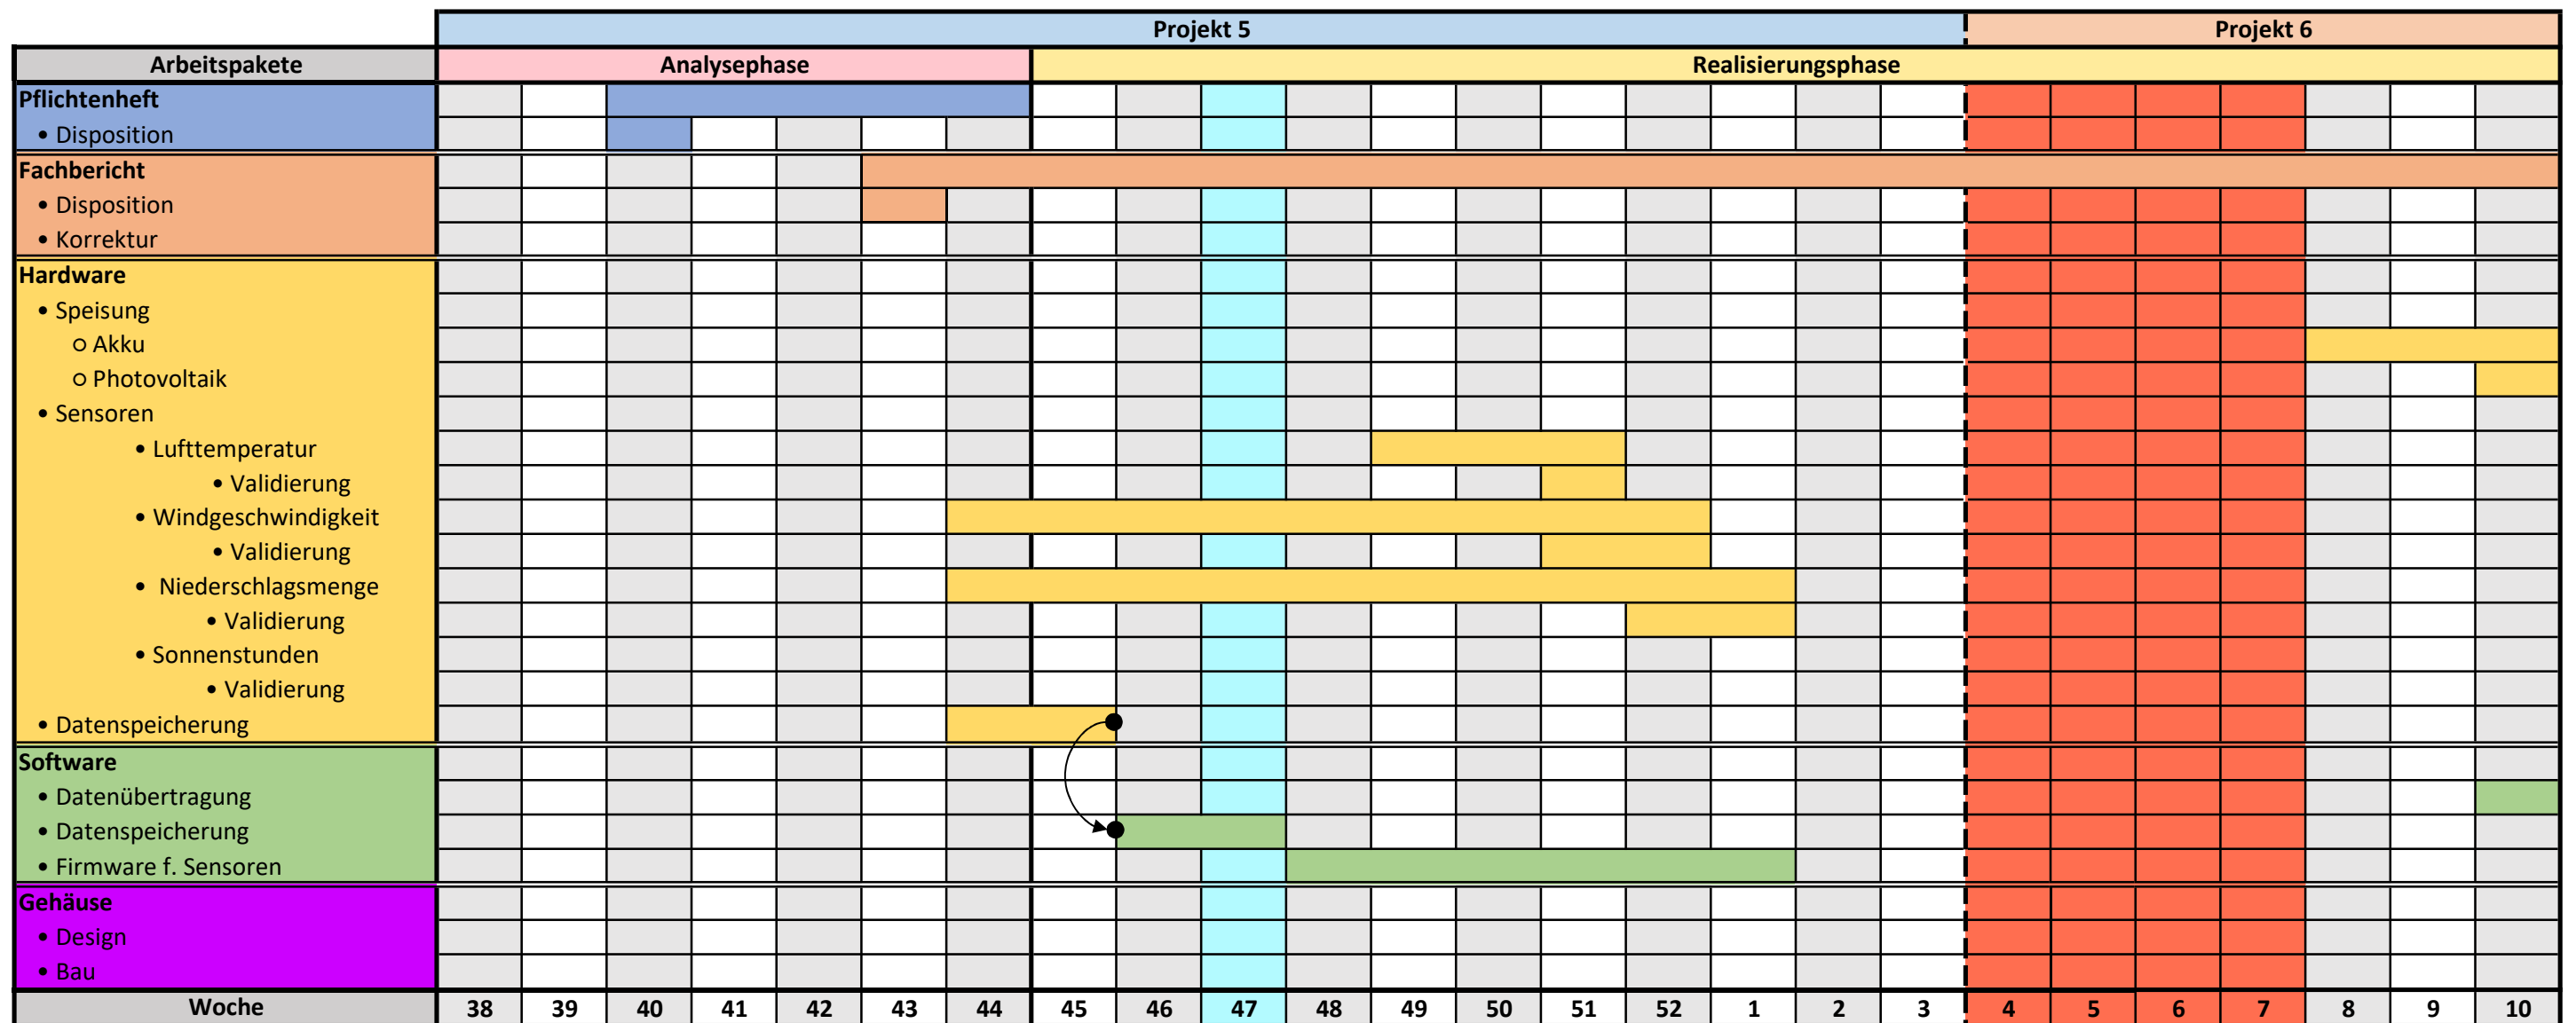 Projekt 5 Projekt 6
Arbeitspakete Analysephase Realisierungsphase
Pflichtenheft
• Disposition
Fachbericht
• Disposition
• Korrektur
Hardware
• Speisung
o Akku
o Photovoltaik
• Sensoren
• Lufttemperatur
• Validierung
• Windgeschwindigkeit
• Validierung
• Niederschlagsmenge
• Validierung
• Sonnenstunden
• Validierung
• Datenspeicherung
Software
• Datenübertragung
• Datenspeicherung
• Firmware f. Sensoren
Gehäuse
• Design
• Bau
Woche 38 39 40 41 42 43 44 45 46 47 48 49 50 51 52 1 2 3 4 5 6 7 8 9 10